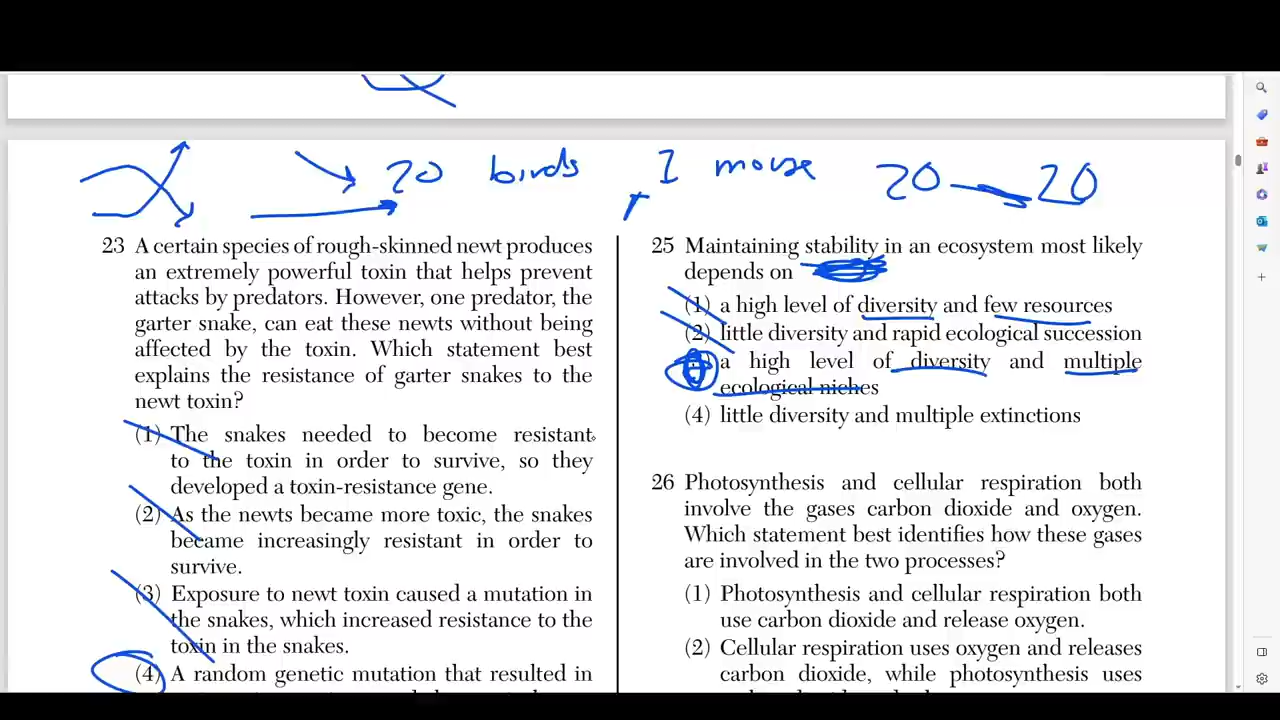 20 birds 1 mouse 20 20
23 A certain species of rough-skinned newt produces
an extremely powerful toxin that helps prevent
attacks by predators. However, one predator, the
garter snake, can eat these newts without being
affected by the toxin. Which statement best
explains the resistance of garter snakes to the
newt toxin?
(1) The snakes needed to become resistant
to the toxin in order to survive, so they
developed a toxin-resistance gene.
(2) As the newts became more toxic, the snakes
became increasingly resistant in order to
survive.
(3) Exposure to newt toxin caused a mutation in
the snakes, which increased resistance to the
toxin in the snakes.
(4) A random genetic mutation that resulted in
25 Maintaining stability in an ecosystem most likely
depends on
(1) a high level of diversity and few resources
(2) little diversity and rapid ecological succession
a high level of diversity and multiple
ecological niches
(4) little diversity and multiple extinctions
26 Photosynthesis and cellular respiration both
involve the gases carbon dioxide and oxygen.
Which statement best identifies how these gases
are involved in the two processes?
(1) Photosynthesis and cellular respiration both
use carbon dioxide and release oxygen.
(2) Cellular respiration uses oxygen and releases
carbon dioxide, while photosynthesis uses